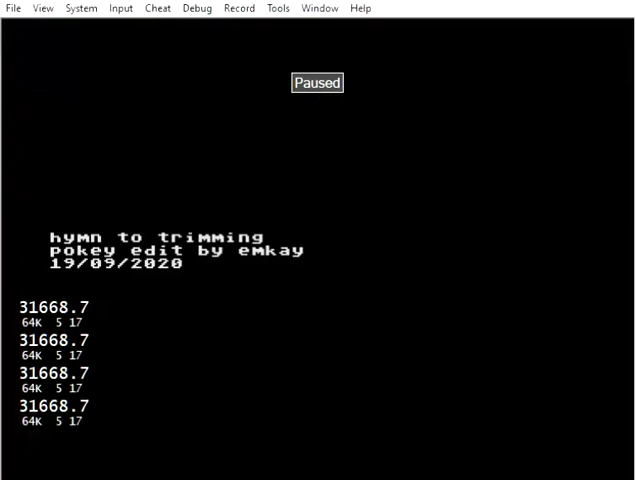 File View System Input Cheat Debug Record Tools Window Help
Paused
hymn to trimming
pokey edit by emkay
19/09/2020
31668.7
64K 5 17
31668.7
64K 5 17
31668.7
64K 5 17
31668.7
64K 5 17